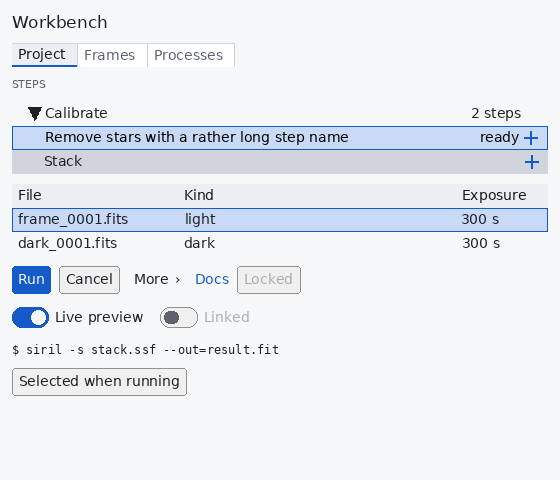 Workbench
Project Frames Processes
STEPS
Calibrate 2 steps
Remove stars with a rather long step name ready
Stack
File Kind Exposure
frame_0001.fits light 300 s
dark_0001.fits dark 300 s
Run Cancel More › Docs Locked
Live preview Linked
$ siril -s stack.ssf --out=result.fit
Selected when running